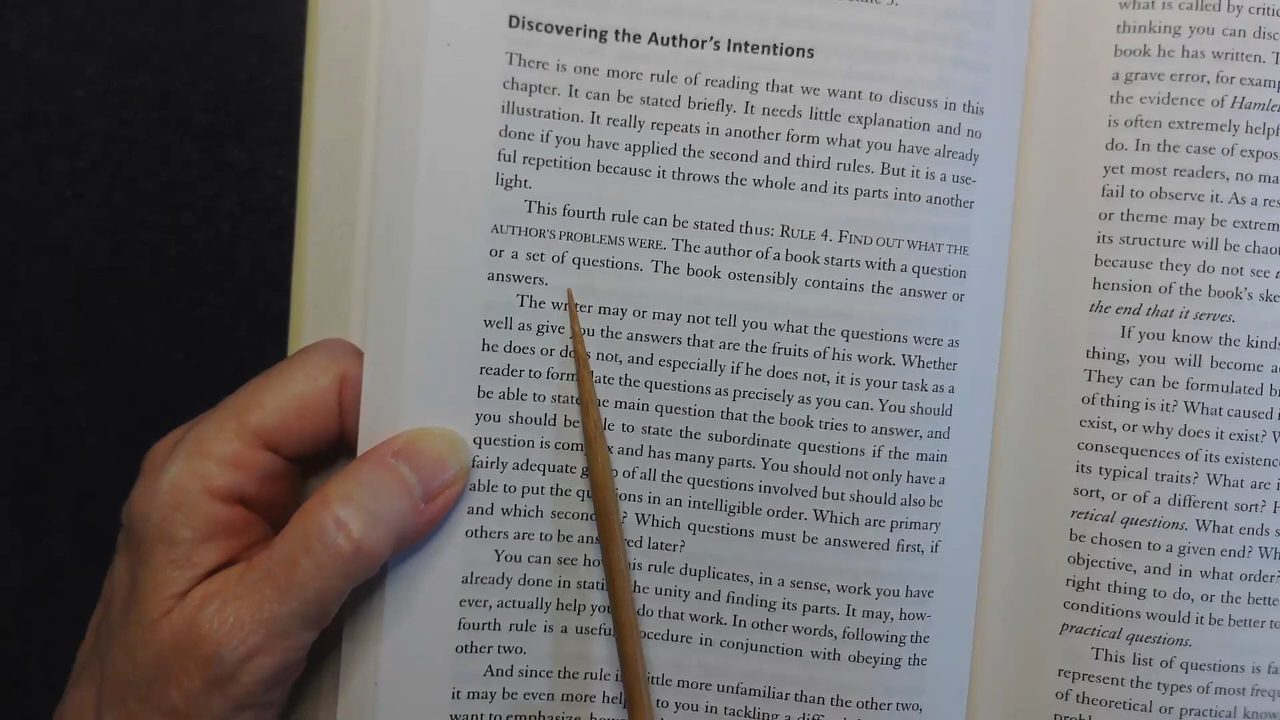 Discovering the Author's Intentions
There is one more rule of reading that we want to discuss in this
chapter. It can be stated briefly. It needs little explanation and no
illustration. It really repeats in another form what you have already
done if you have applied the second and third rules. But it is a use-
ful repetition because it throws the whole and its parts into another
light.
This fourth rule can be stated thus: RULE 4. FIND OUT WHAT THE
AUTHOR'S PROBLEMS WERE. The author of a book starts with a question
or a set of questions. The book ostensibly contains the answer or
answers.
The writer may or may not tell you what the questions were as
well as give you the answers that are the fruits of his work. Whether
he does or does not, and especially if he does not, it is your task as a
reader to formulate the questions as precisely as you can. You should
be able to state the main question that the book tries to answer, and
you should be able to state the subordinate questions if the main
question is complex and has many parts. You should not only have a
fairly adequate grasp of all the questions involved but should also be
able to put the questions in an intelligible order. Which are primary
and which secondary? Which questions must be answered first, if
others are to be answered later?
You can see how this rule duplicates, in a sense, work you have
already done in stating the unity and finding its parts. It may, how-
ever, actually help you to do that work. In other words, following the
fourth rule is a useful procedure in conjunction with obeying the
other two.
And since the rule is a little more unfamiliar than the other two,
it may be even more helpful to you in tackling a
want to emphasize,
what is called by
thinking you can
book he has written.
a grave error, for
the evidence of
is often extremely
do. In the case of
yet most readers, no
fail to observe it. As a
or theme may be
its structure will be
because they do not see
hension of the book's
the end that it serves.
If you know the
thing, you will become
They can be formulated
of thing is it? What caused
exist, or why does it exist?
consequences of its
its typical traits? What are
sort, or of a different sort?
retical questions. What ends
be chosen to a given end?
objective, and in what order?
right thing to do, or the
conditions would it be better
practical questions.
This list of questions is
represent the types of most
of theoretical or practical